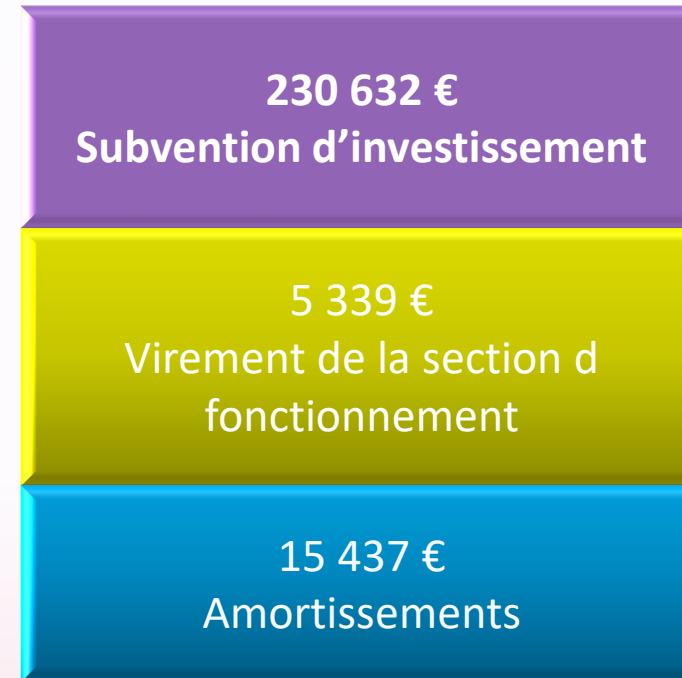 230 632 €
Subvention d’investissement
5 339 €
Virement de la section d
fonctionnement
15 437 €
Amortissements